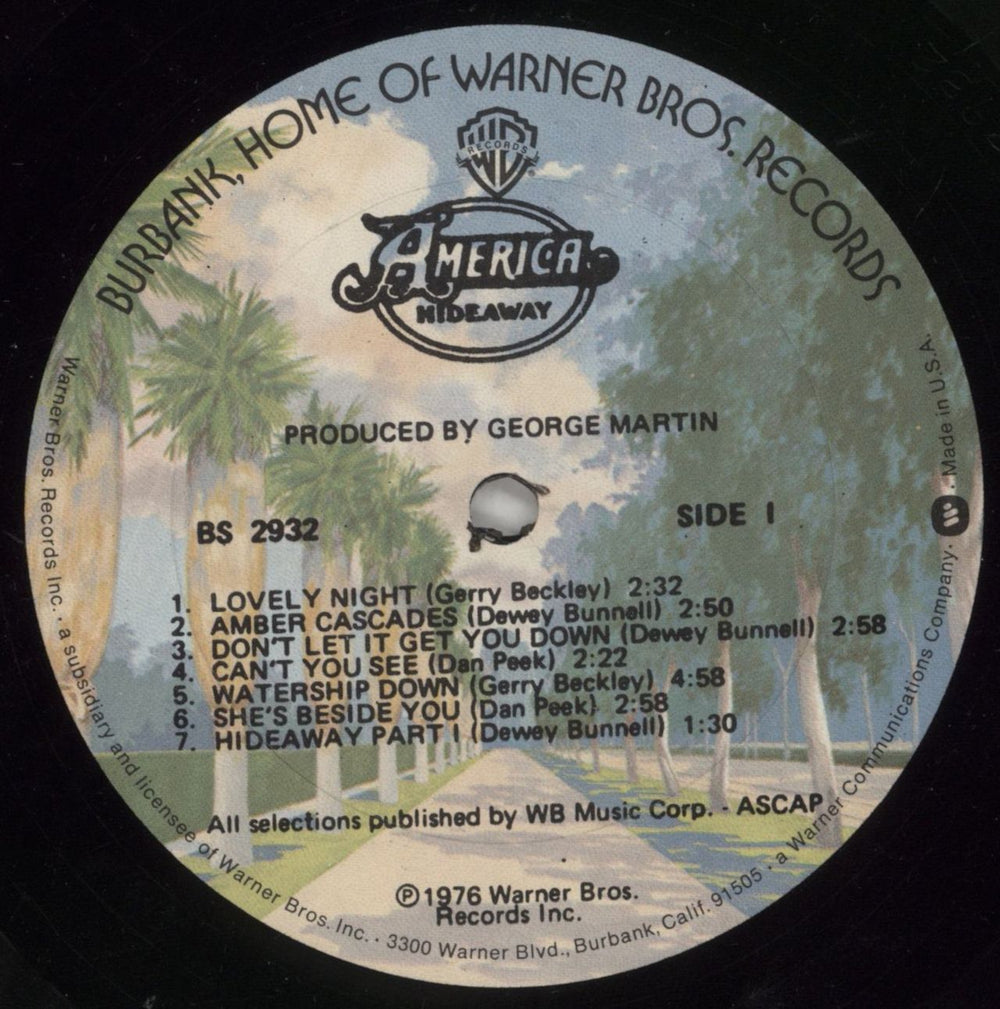 BURBANK, HOME OF WARNER BROS. RECORDS
WB
RECORDS
®
AMERICA
HIDEAWAY
PRODUCED BY GEORGE MARTIN
BS 2932
SIDE 1
1. LOVELY NIGHT (Gerry Beckley) 2:32
2. AMBER CASCADES (Dewey Bunnell) 2:50
3. DON'T LET IT GET YOU DOWN (Dewey Bunnell) 2:58
4. CAN'T YOU SEE (Dan Peek) 2:22
5. WATERSHIP DOWN (Gerry Beckley) 4:58
6. SHE'S BESIDE YOU (Dan Peek) 2:58
7. HIDEAWAY PART I (Dewey Bunnell) 1:30
All selections published by WB Music Corp. - ASCAP
℗1976 Warner Bros.
Records Inc.
Warner Bros. Records Inc. · a subsidiary and licensee of Warner Bros. Inc. · 3300 Warner Blvd., Burbank, Calif. 91505 · a Warner Communications Company. · Made in U.S.A.